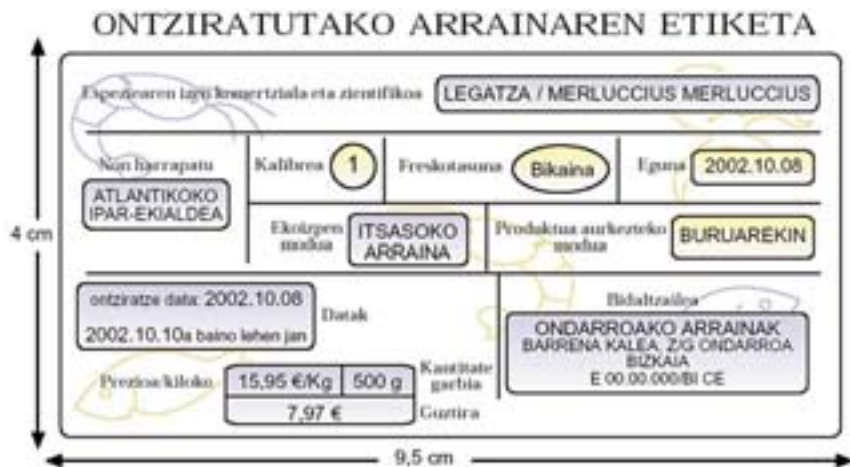 ONTZIRATUTAKO ARRAINAREN ETIKETA
Espeziearen izen komertziala eta zientifikoa
LEGATZA / MERLUCCIUS MERLUCCIUS
Non harrapatu
ATLANTIKOKO
IPAR-EKIALDEA
Kalibrea
1
Freskotasuna
Bikaina
Eguna
2002.10.08
Ekoizpen
modua
ITSASOKO
ARRAINA
Produktua aurkezteko
modua
BURUAREKIN
4 cm
ontziratze data: 2002.10.08
2002.10.10a baino lehen jan
Datak
Prezioa/kiloko
15,95 €/Kg
500 g
Kantitate
garbia
7,97 €
Guztira
Bidaltzailea
ONDARROAKO ARRAINAK
BARRENA KALEA, Z/G ONDARROA
BIZKAIA
E 00.00.000/BI CE
9,5 cm